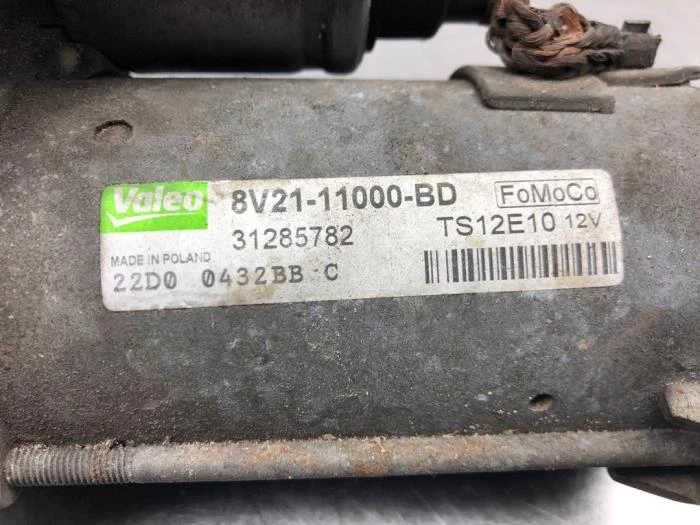 Valeo 8V21-11000-BD FoMoCo
31285782 TS12E10 12V
MADE IN POLAND
22D0 0432BB C